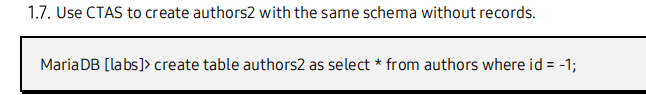 1.7. Use CTAS to create authors2 with the same schema without records.
MariaDB [labs]> create table authors2 as select * from authors where id = -1;